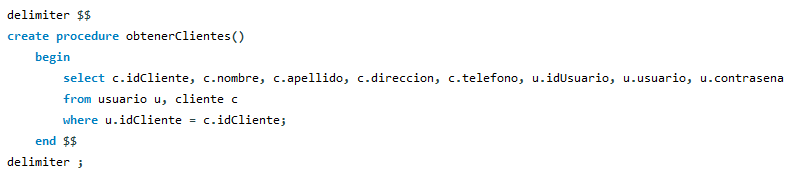 delimiter $$
create procedure obtenerClientes()
begin
select c.idCliente, c.nombre, c.apellido, c.direccion, c.telefono, u.idUsuario, u.usuario, u.contrasena
from usuario u, cliente c
where u.idCliente = c.idCliente;
end $$
delimiter ;